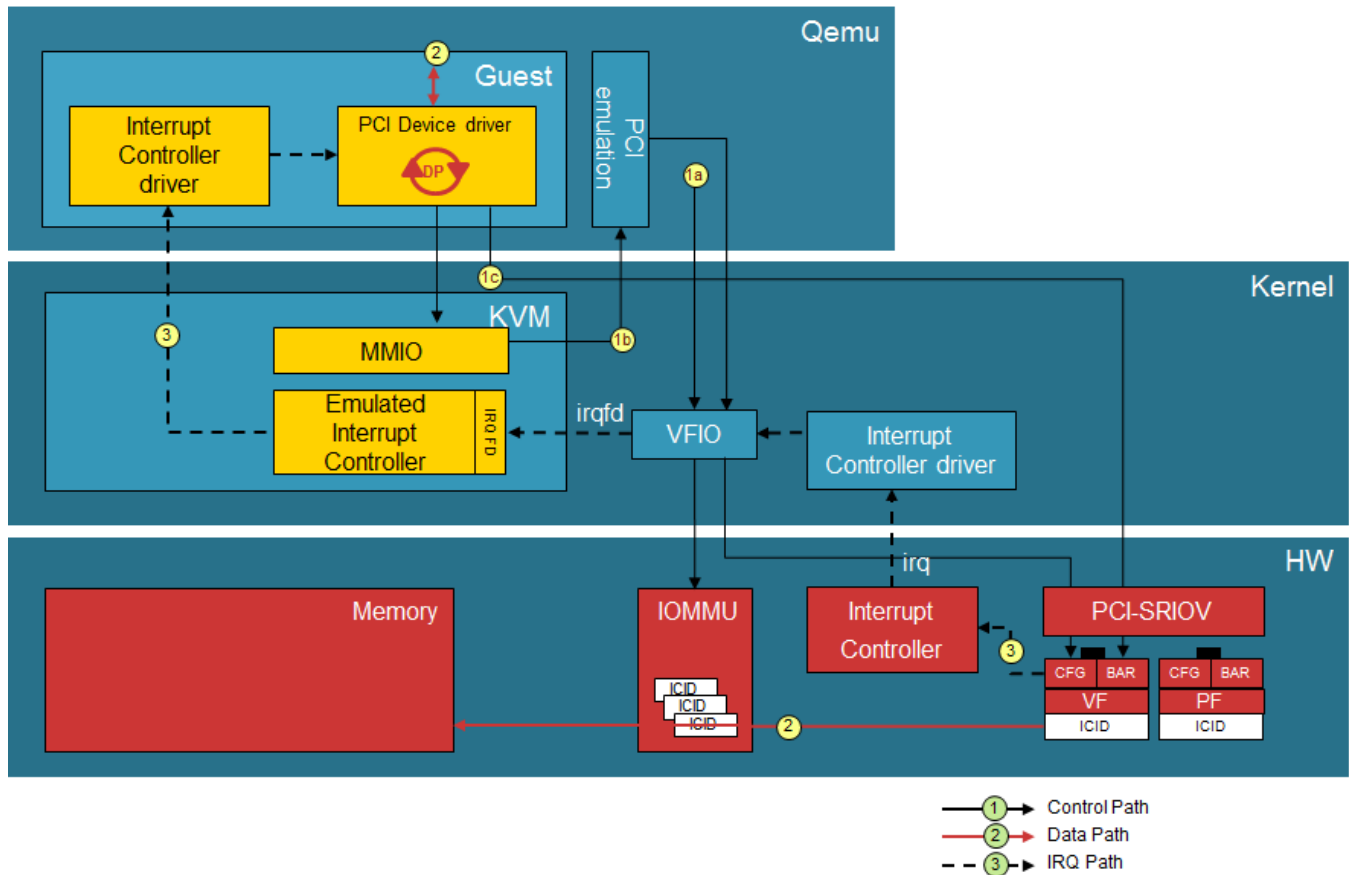 Qemu
2
Guest
Interrupt
Controller
driver
PCI Device driver
DP
PCI
emulation
1a
1c
Kernel
KVM
3
MMIO
1b
Emulated
Interrupt
Controller
IRQ FD
irqfd
VFIO
Interrupt
Controller driver
HW
irq
Memory
IOMMU
Interrupt
Controller
PCI-SRIOV
3
CFG BAR
CFG BAR
VF
PF
ICID
ICID
ICID
ICID
ICID
2
1 Control Path
2 Data Path
3 IRQ Path